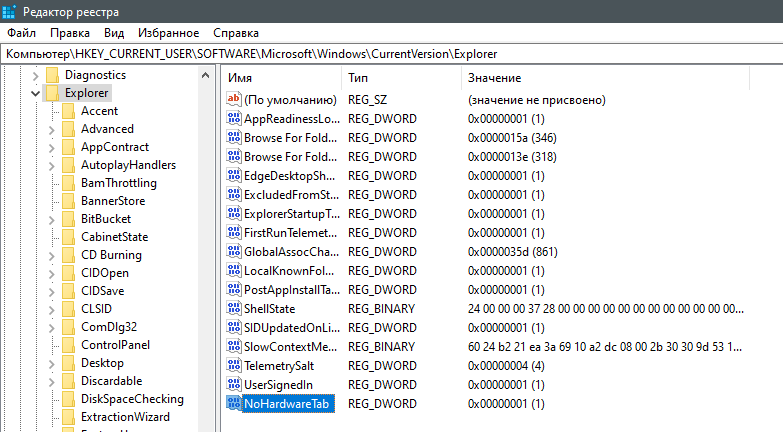 Редактор реестра
Файл Правка Вид Избранное Справка
Компьютер\HKEY_CURRENT_USER\SOFTWARE\Microsoft\Windows\CurrentVersion\Explorer
Diagnostics
Explorer
Accent
Advanced
AppContract
AutoplayHandlers
BamThrottling
BannerStore
BitBucket
CabinetState
CD Burning
CIDOpen
CIDSave
CLSID
ComDlg32
ControlPanel
Desktop
Discardable
DiskSpaceChecking
ExtractionWizard
Имя Тип Значение
(По умолчанию) REG_SZ (значение не присвоено)
AppReadinessLo... REG_DWORD 0x00000001 (1)
Browse For Fold... REG_DWORD 0x0000015a (346)
Browse For Fold... REG_DWORD 0x0000013e (318)
EdgeDesktopSh... REG_DWORD 0x00000001 (1)
ExcludedFromSt... REG_DWORD 0x00000001 (1)
ExplorerStartupT... REG_DWORD 0x00000001 (1)
FirstRunTelemet... REG_DWORD 0x00000001 (1)
GlobalAssocCha... REG_DWORD 0x0000035d (861)
LocalKnownFol... REG_DWORD 0x00000001 (1)
PostAppInstallTa... REG_DWORD 0x00000001 (1)
ShellState REG_BINARY 24 00 00 00 37 28 00 00 00 00 00 00 00 00 00 00 00 00...
SIDUpdatedOnLi... REG_DWORD 0x00000001 (1)
SlowContextMe... REG_BINARY 60 24 b2 21 ea 3a 69 10 a2 dc 08 00 2b 30 30 9d 53 1...
TelemetrySalt REG_DWORD 0x00000004 (4)
UserSignedIn REG_DWORD 0x00000001 (1)
NoHardwareTab REG_DWORD 0x00000001 (1)